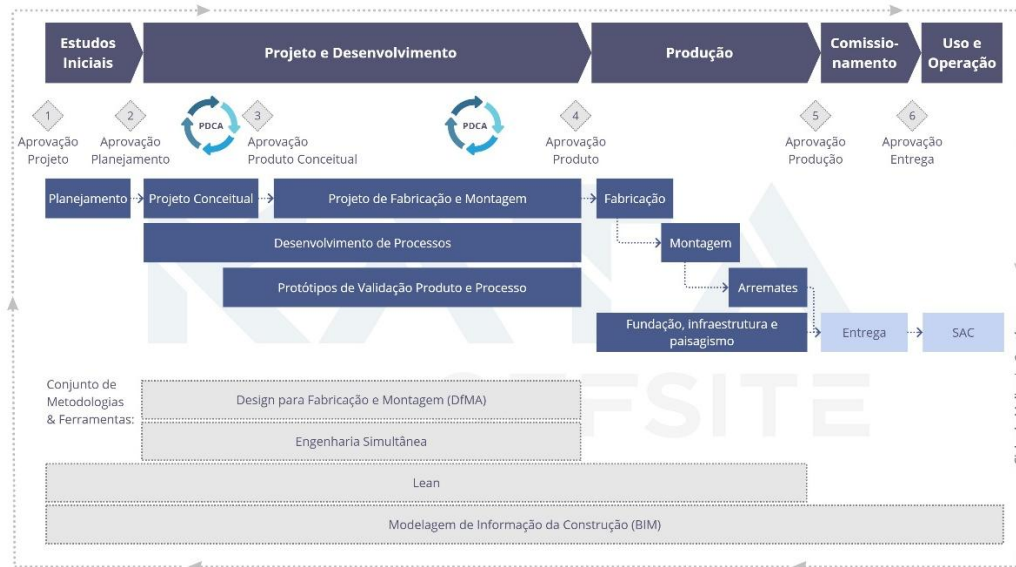 Estudos
Iniciais
Projeto e Desenvolvimento
Produção
Comissio-
namento
Uso e
Operação
1
Aprovação
Projeto
2
Aprovação
Planejamento
PDCA
3
Aprovação
Produto Conceitual
PDCA
4
Aprovação
Produto
5
Aprovação
Produção
6
Aprovação
Entrega
Planejamento
Projeto Conceitual
Projeto de Fabricação e Montagem
Fabricação
Desenvolvimento de Processos
Montagem
Protótipos de Validação Produto e Processo
Arremates
Fundação, infraestrutura e
paisagismo
Entrega
SAC
Conjunto de
Metodologias
& Ferramentas:
Design para Fabricação e Montagem (DfMA)
Engenharia Simultânea
Lean
Modelagem de Informação da Construção (BIM)
KATA
OFFSITE